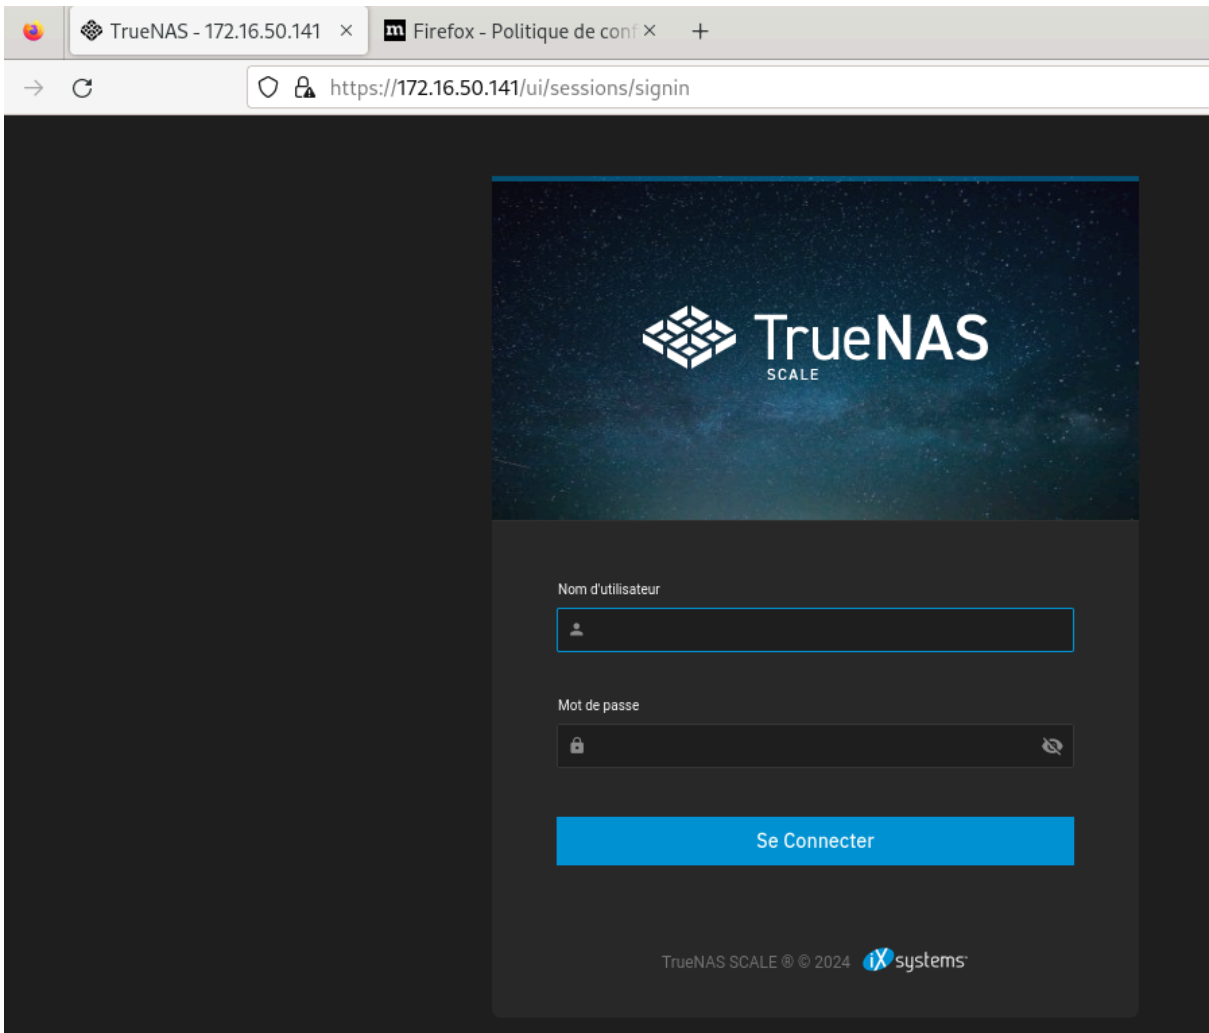 TrueNAS - 172.16.50.141 × m Firefox - Politique de conf × +
https://172.16.50.141/ui/sessions/signin
TrueNAS
SCALE
Nom d'utilisateur
Mot de passe
Se Connecter
TrueNAS SCALE ® © 2024 iX systems